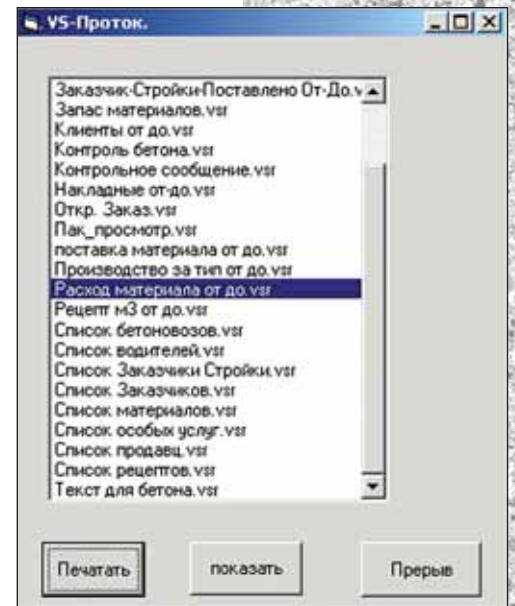 V5-Проток.
Заказчик-Стройки-Поставлено От-До.v
Запас материалов.vsr
Клиенты от до.vsr
Контроль бетона.vsr
Контрольное сообщение.vsr
Накладные от-до.vsr
Откр. Заказ.vsr
Пак_просмотр.vsr
поставка материала от до.vsr
Производство за тип от до.vsr
Расход материала от до.vsr
Рецепт м3 от до.vsr
Список бетоновозов.vsr
Список водителей.vsr
Список Заказчики Стройки.vsr
Список Заказчиков.vsr
Список материалов.vsr
Список особых услуг.vsr
Список продавц.vsr
Список рецептов.vsr
Текст для бетона.vsr
Печатать показать Прерыв